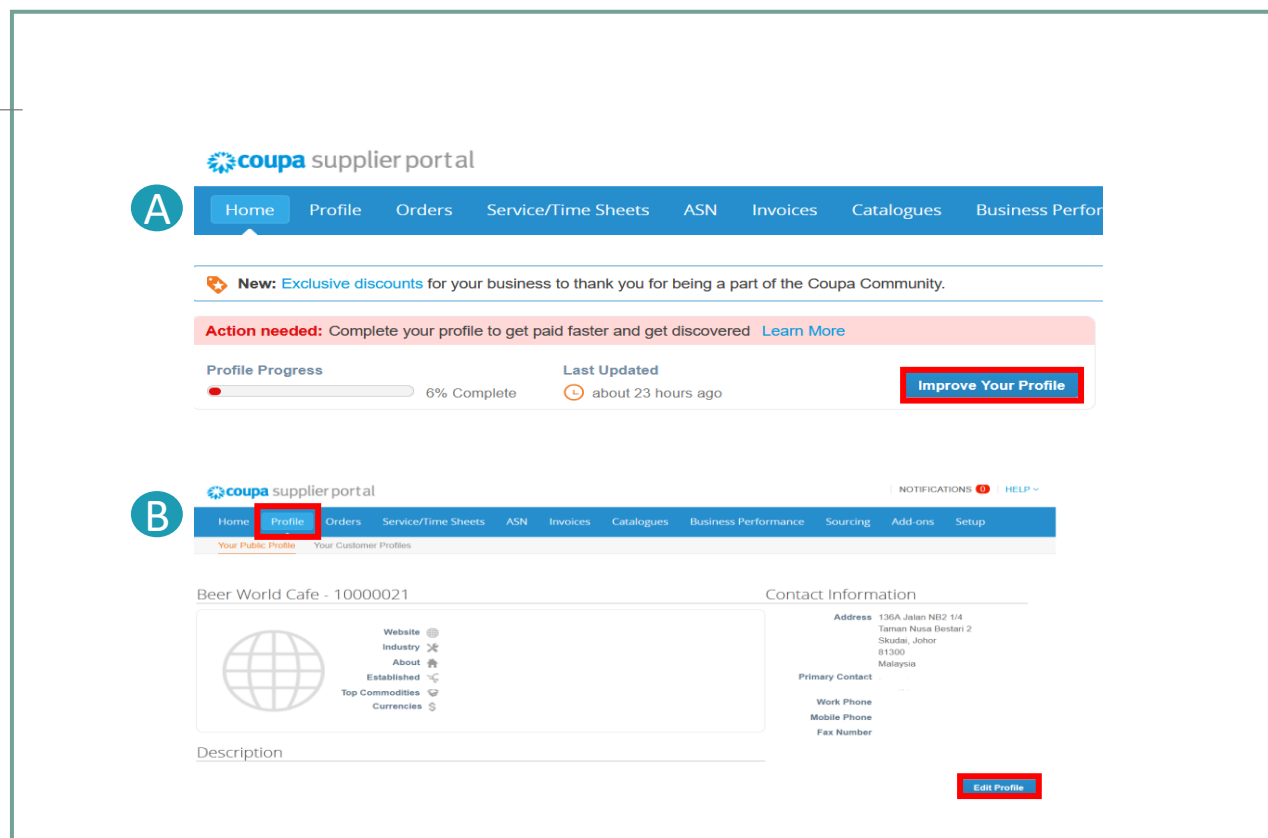 coupa supplier portal
A
Home Profile Orders Service/Time Sheets ASN Invoices Catalogues Business Perfor
New: Exclusive discounts for your business to thank you for being a part of the Coupa Community.
Action needed: Complete your profile to get paid faster and get discovered Learn More
Profile Progress Last Updated
6% Complete about 23 hours ago Improve Your Profile
coupa supplier portal NOTIFICATIONS 0 HELP
B
Home Profile Orders Service/Time Sheets ASN Invoices Catalogues Business Performance Sourcing Add-ons Setup
Your Public Profile Your Customer Profiles
Beer World Cafe - 10000021
Website
Industry
About
Established
Top Commodities
Currencies
Description
Contact Information
Address 136A Jalan NB2 1/4
Taman Nusa Bestari 2
Skudai, Johor
81300
Malaysia
Primary Contact
Work Phone
Mobile Phone
Fax Number
Edit Profile